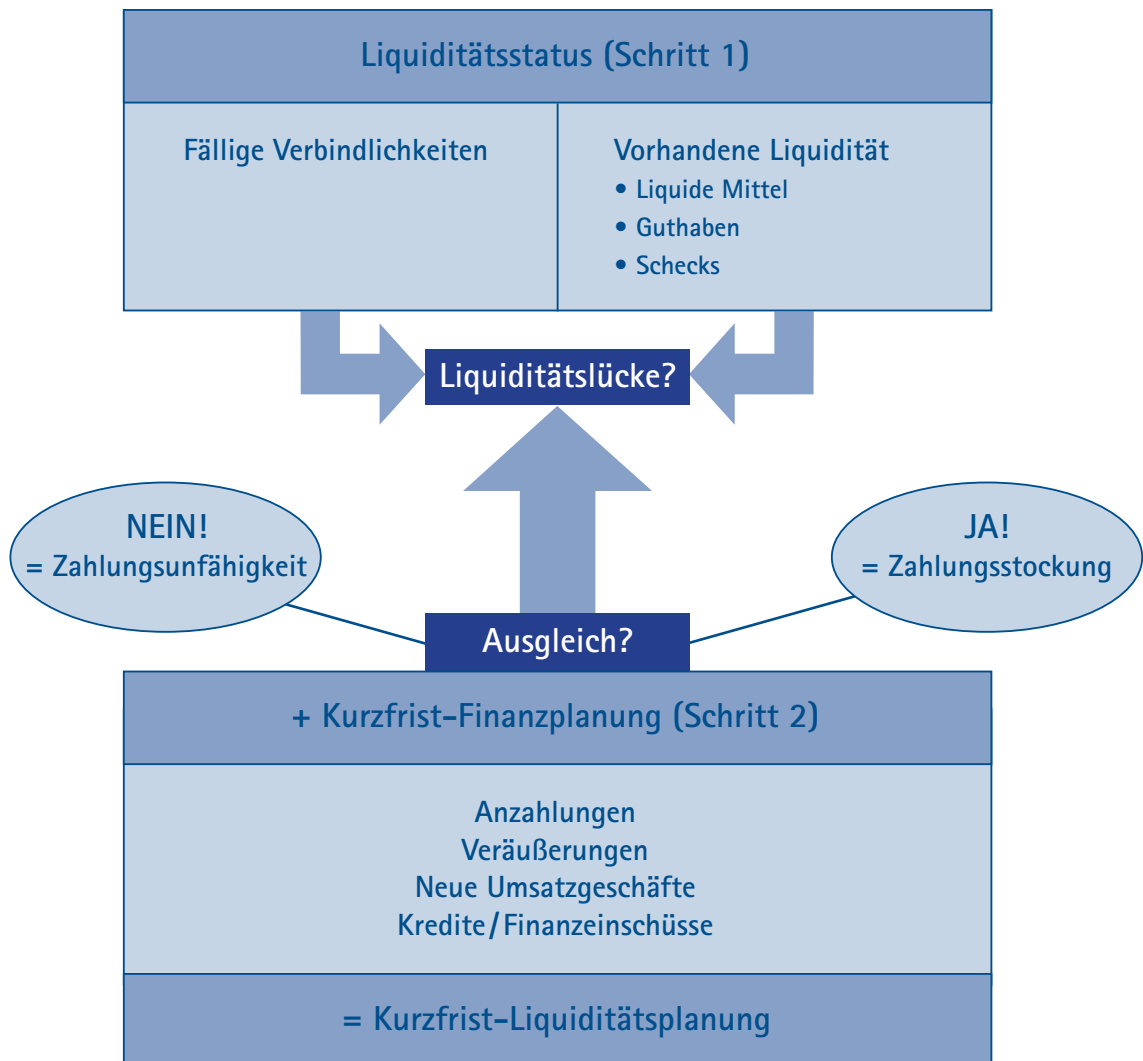 Liquiditätsstatus (Schritt 1)
Fällige Verbindlichkeiten
Vorhandene Liquidität
• Liquide Mittel
• Guthaben
• Schecks
Liquiditätslücke?
NEIN!
= Zahlungsunfähigkeit
JA!
= Zahlungsstockung
Ausgleich?
+ Kurzfrist-Finanzplanung (Schritt 2)
Anzahlungen
Veräußerungen
Neue Umsatzgeschäfte
Kredite/Finanzeinschüsse
= Kurzfrist-Liquiditätsplanung